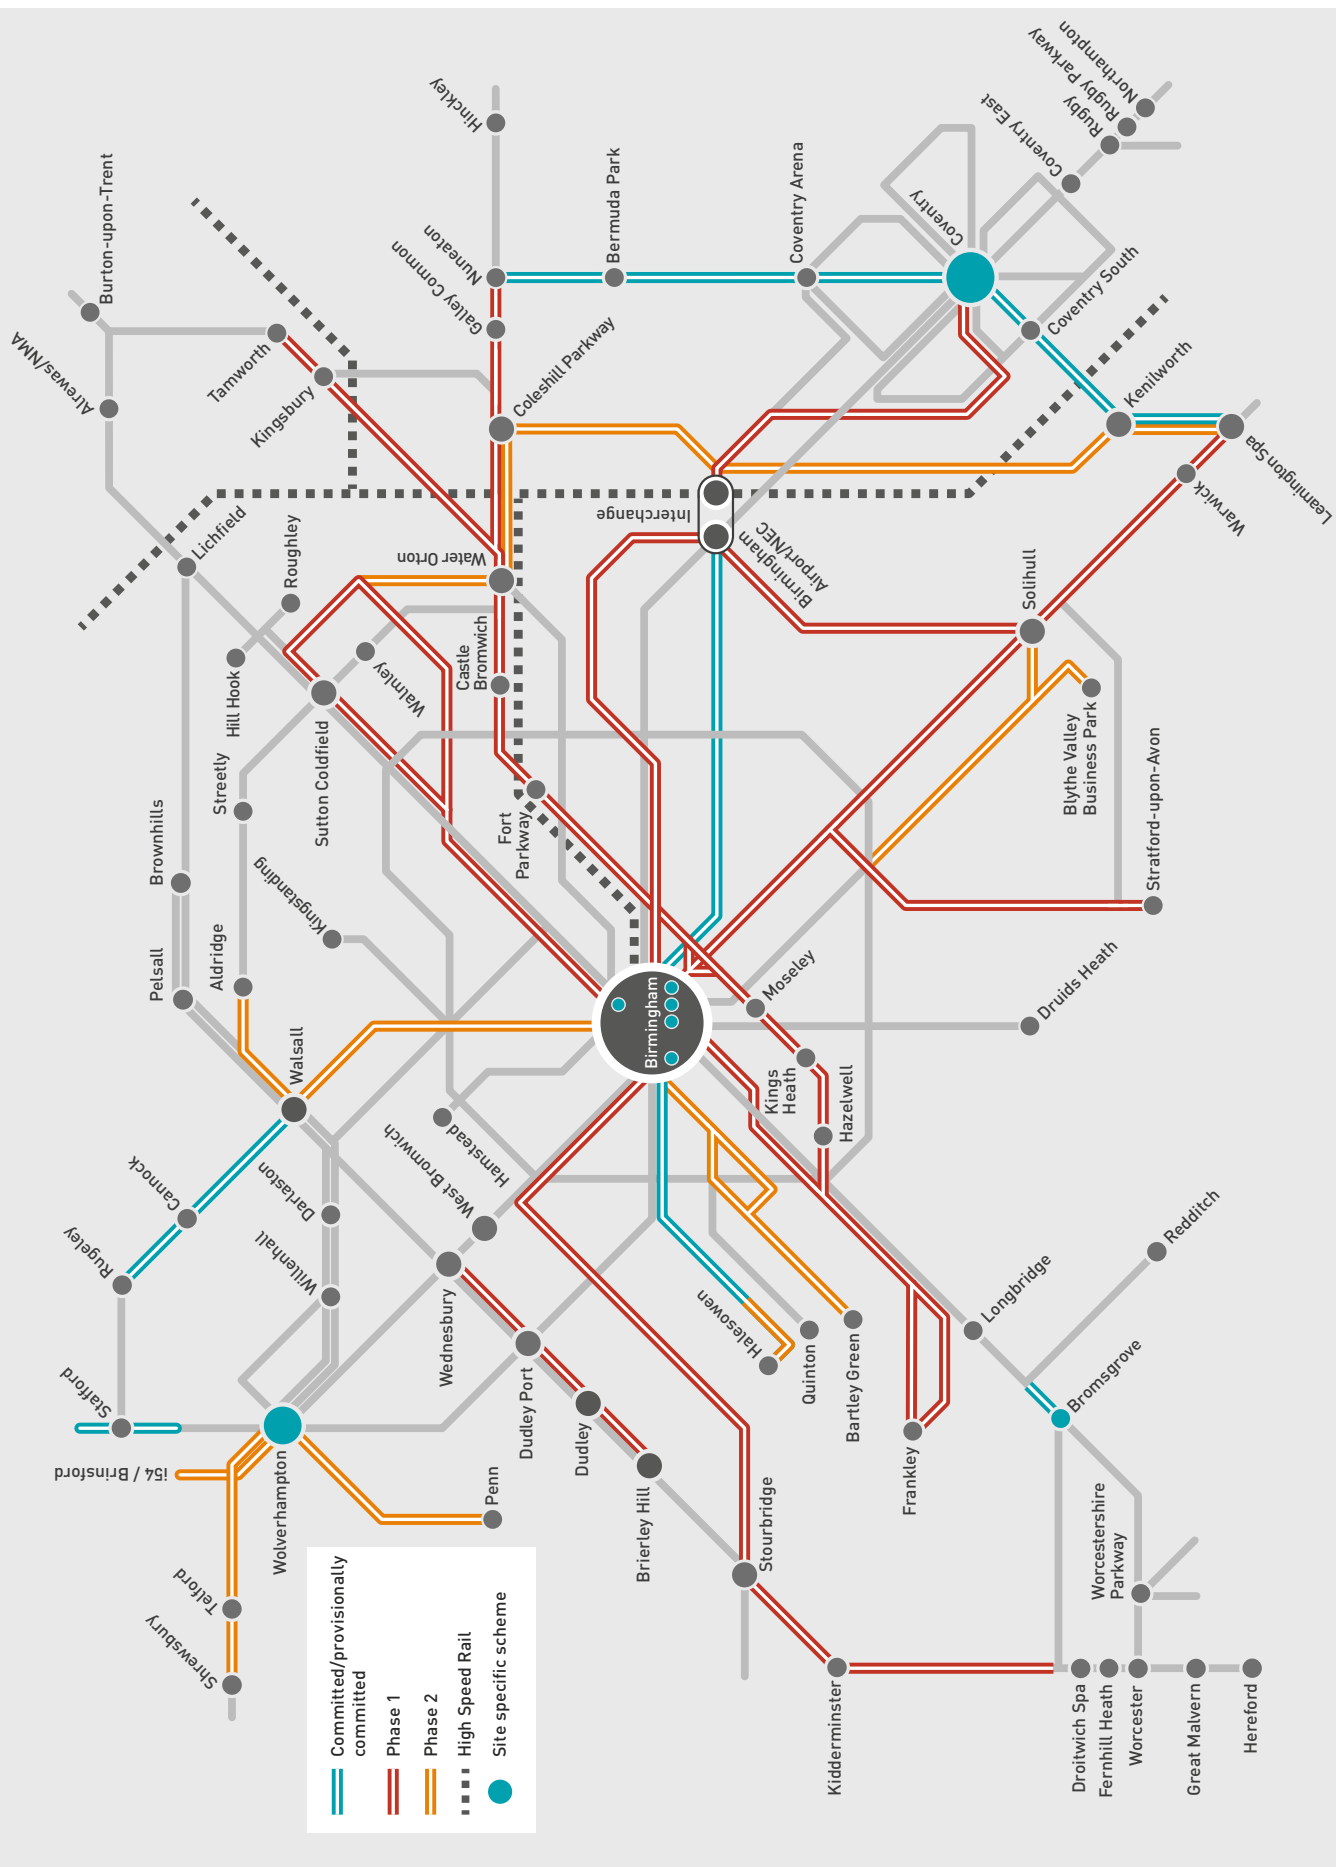 Shrewsbury
Telford
i54 / Brinsford
Stafford
Rugeley
Cannock
Wolverhampton
Penn
Willenhall
Darlaston
Walsall
Pelsall
Brownhills
Aldridge
Streetly
Hill Hook
Roughley
Lichfield
Alrewas/NMA
Burton-upon-Trent
Tamworth
Kingsbury
Kingstanding
Sutton Coldfield
Walmley
Water Orton
Castle
Bromwich
Fort
Parkway
Hamstead
West Bromwich
Wednesbury
Dudley Port
Dudley
Brierley Hill
Stourbridge
Birmingham
Coleshill Parkway
Galley Common
Nuneaton
Hinckley
Bermuda Park
Coventry Arena
Coventry
Coventry East
Rugby
Rugby Parkway
Northampton
Coventry South
Kenilworth
Leamington Spa
Warwick
Interchange
Birmingham
Airport/NEC
Solihull
Blythe Valley
Business Park
Stratford-upon-Avon
Druids Heath
Moseley
Kings
Heath
Hazelwell
Halesowen
Quinton
Bartley Green
Frankley
Longbridge
Redditch
Bromsgrove
Worcestershire
Parkway
Kidderminster
Droitwich Spa
Fernhill Heath
Worcester
Great Malvern
Hereford
Committed/provisionally
committed
Phase 1
Phase 2
High Speed Rail
Site specific scheme